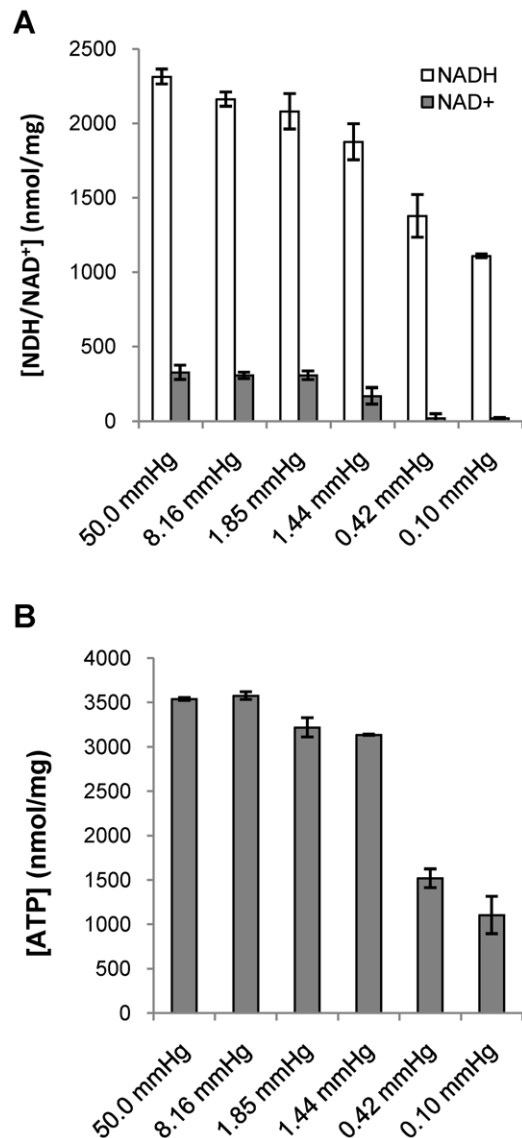 A
[NDH/NAD+] (nmol/mg)
2500
2000
1500
1000
500
0
NADH
NAD+
50.0 mmHg
8.16 mmHg
1.85 mmHg
1.44 mmHg
0.42 mmHg
0.10 mmHg
B
[ATP] (nmol/mg)
4000
3500
3000
2500
2000
1500
1000
500
0
50.0 mmHg
8.16 mmHg
1.85 mmHg
1.44 mmHg
0.42 mmHg
0.10 mmHg